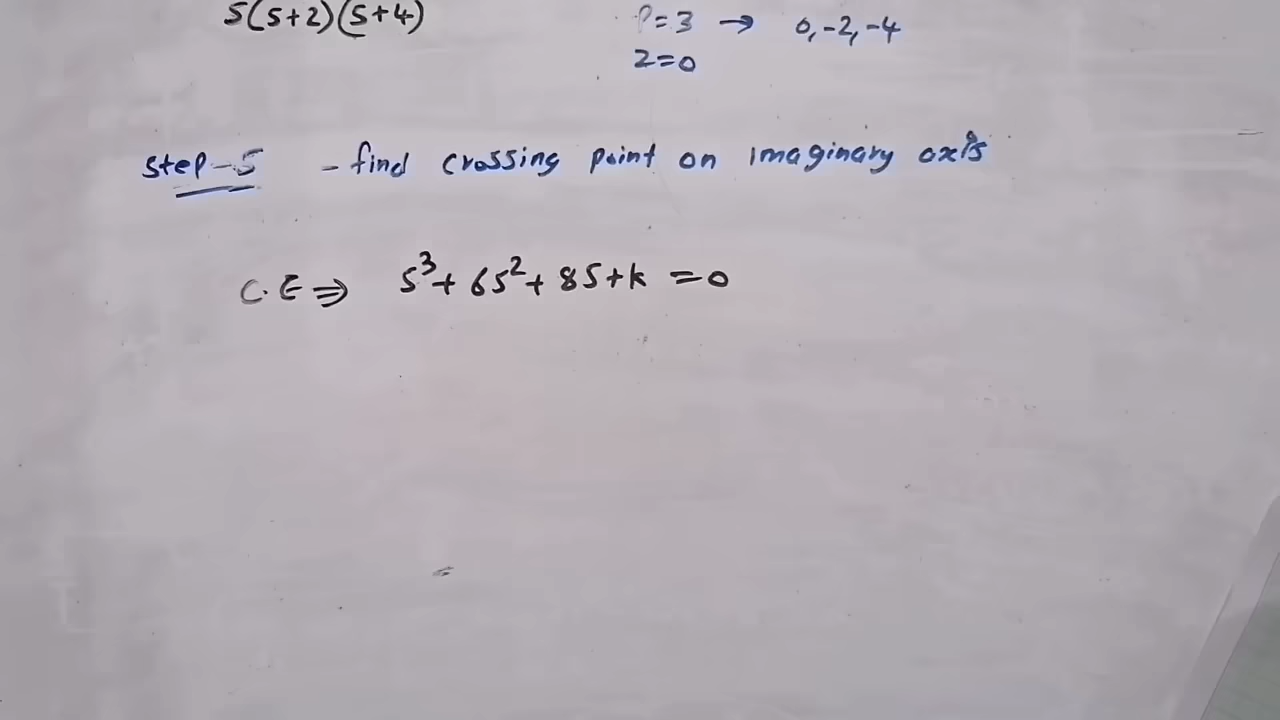 S(S+2)(S+4)
P=3 → 0,-2,-4
Z=0
Step-5 - find crossing point on imaginary axis
C.E ⇒ S³+6S²+8S+k=0